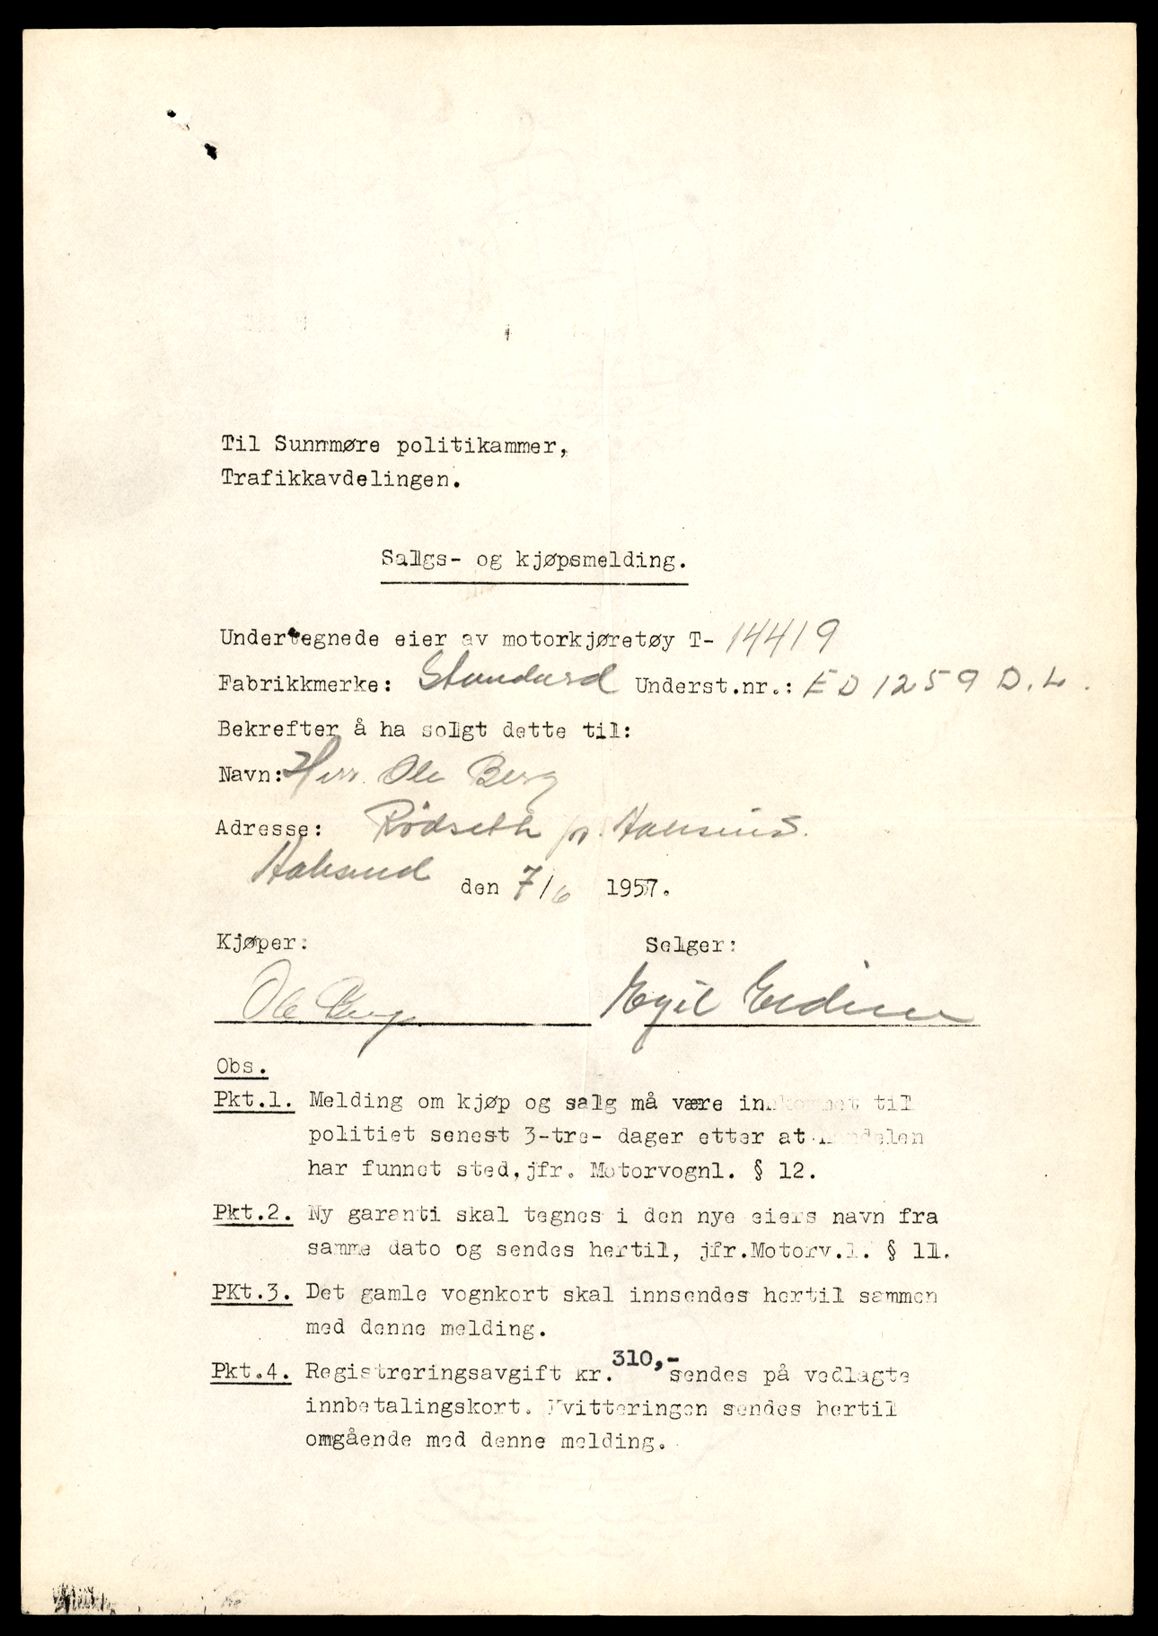 Til Sunnmøre politikammer,
Trafikkavdelingen.
Salgs- og kjøpsmelding.
Undertegnede eier av motorkjøretøy T- 14419
Fabrikkmerke: Standard Underst.nr.: ED1259 D.L.
Bekrefter å ha solgt dette til:
Navn: Herr. Ole Berg
Adresse: Rødseth
den 7/6 1957.
Kjøper: Selger:
Ole Berg Egil
Obs.
Pkt.1. Melding om kjøp og salg må være innkommet til
politiet senest 3-tre- dager etter at handelen
har funnet sted, jfr. Motorvognl. § 12.
Pkt.2. Ny garanti skal tegnes i den nye eiers navn fra
samme dato og sendes hertil, jfr.Motorv.l. § 11.
PKt.3. Det gamle vognkort skal innsendes hertil sammen
med denne melding.
Pkt.4. Registreringsavgift kr. 310,- sendes på vedlagte
innbetalingskort. Kvitteringen sendes hertil
omgående med denne melding.